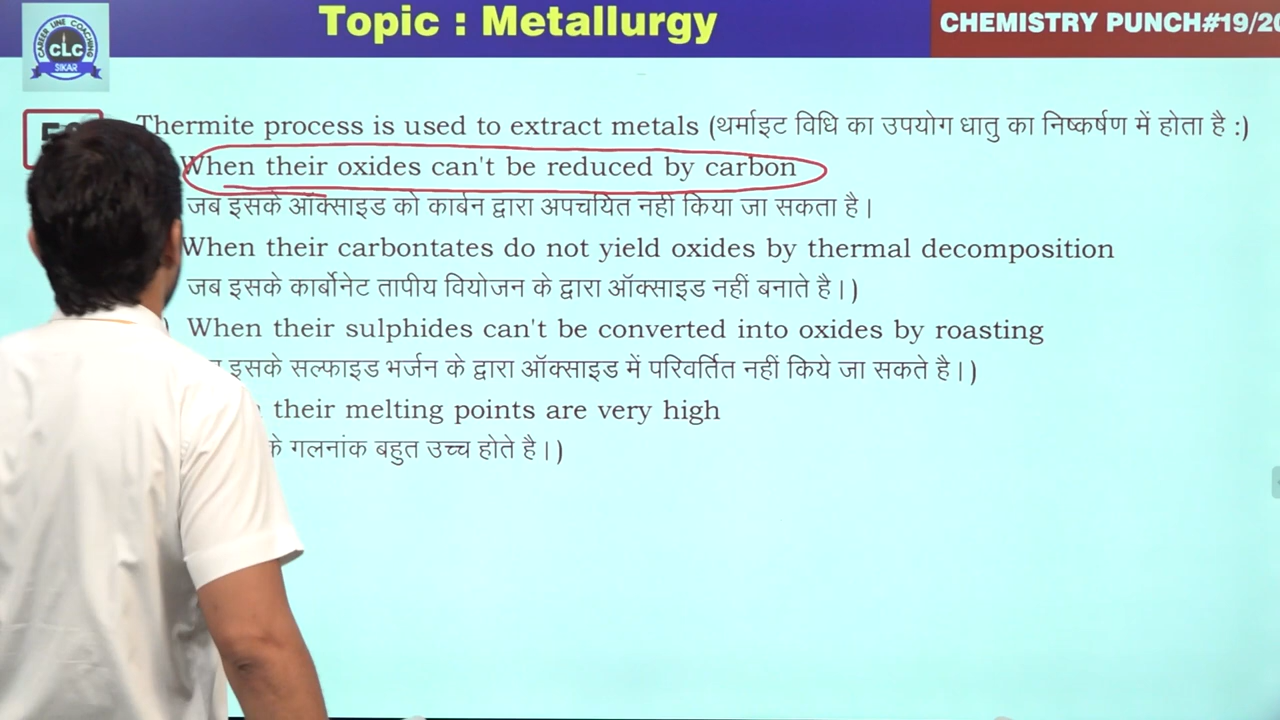 Topic : Metallurgy
CHEMISTRY PUNCH#19/20
CAREER LINE COACHING
CLC
SIKAR
Thermite process is used to extract metals (थर्माइट विधि का उपयोग धातु का निष्कर्षण में होता है :)
When their oxides can't be reduced by carbon
जब इसके ऑक्साइड को कार्बन द्वारा अपचयित नही किया जा सकता है।
When their carbontates do not yield oxides by thermal decomposition
जब इसके कार्बोनेट तापीय वियोजन के द्वारा ऑक्साइड नहीं बनाते है।)
When their sulphides can't be converted into oxides by roasting
इसके सल्फाइड भर्जन के द्वारा ऑक्साइड में परिवर्तित नहीं किये जा सकते है।)
their melting points are very high
के गलनांक बहुत उच्च होते है।)